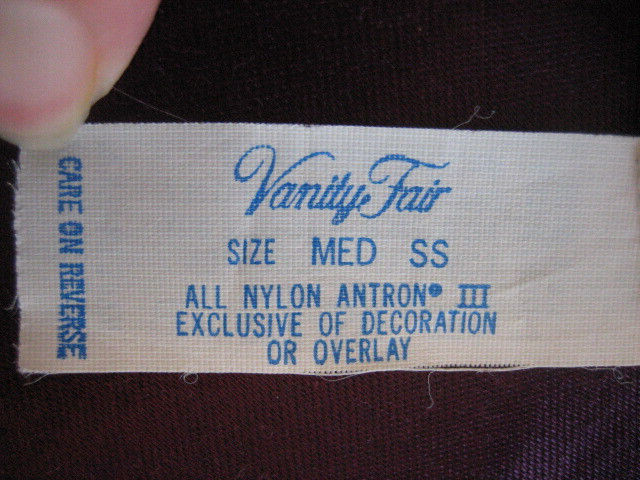 Vanity Fair
SIZE MED SS
ALL NYLON ANTRON® III
EXCLUSIVE OF DECORATION
OR OVERLAY
CARE ON REVERSE